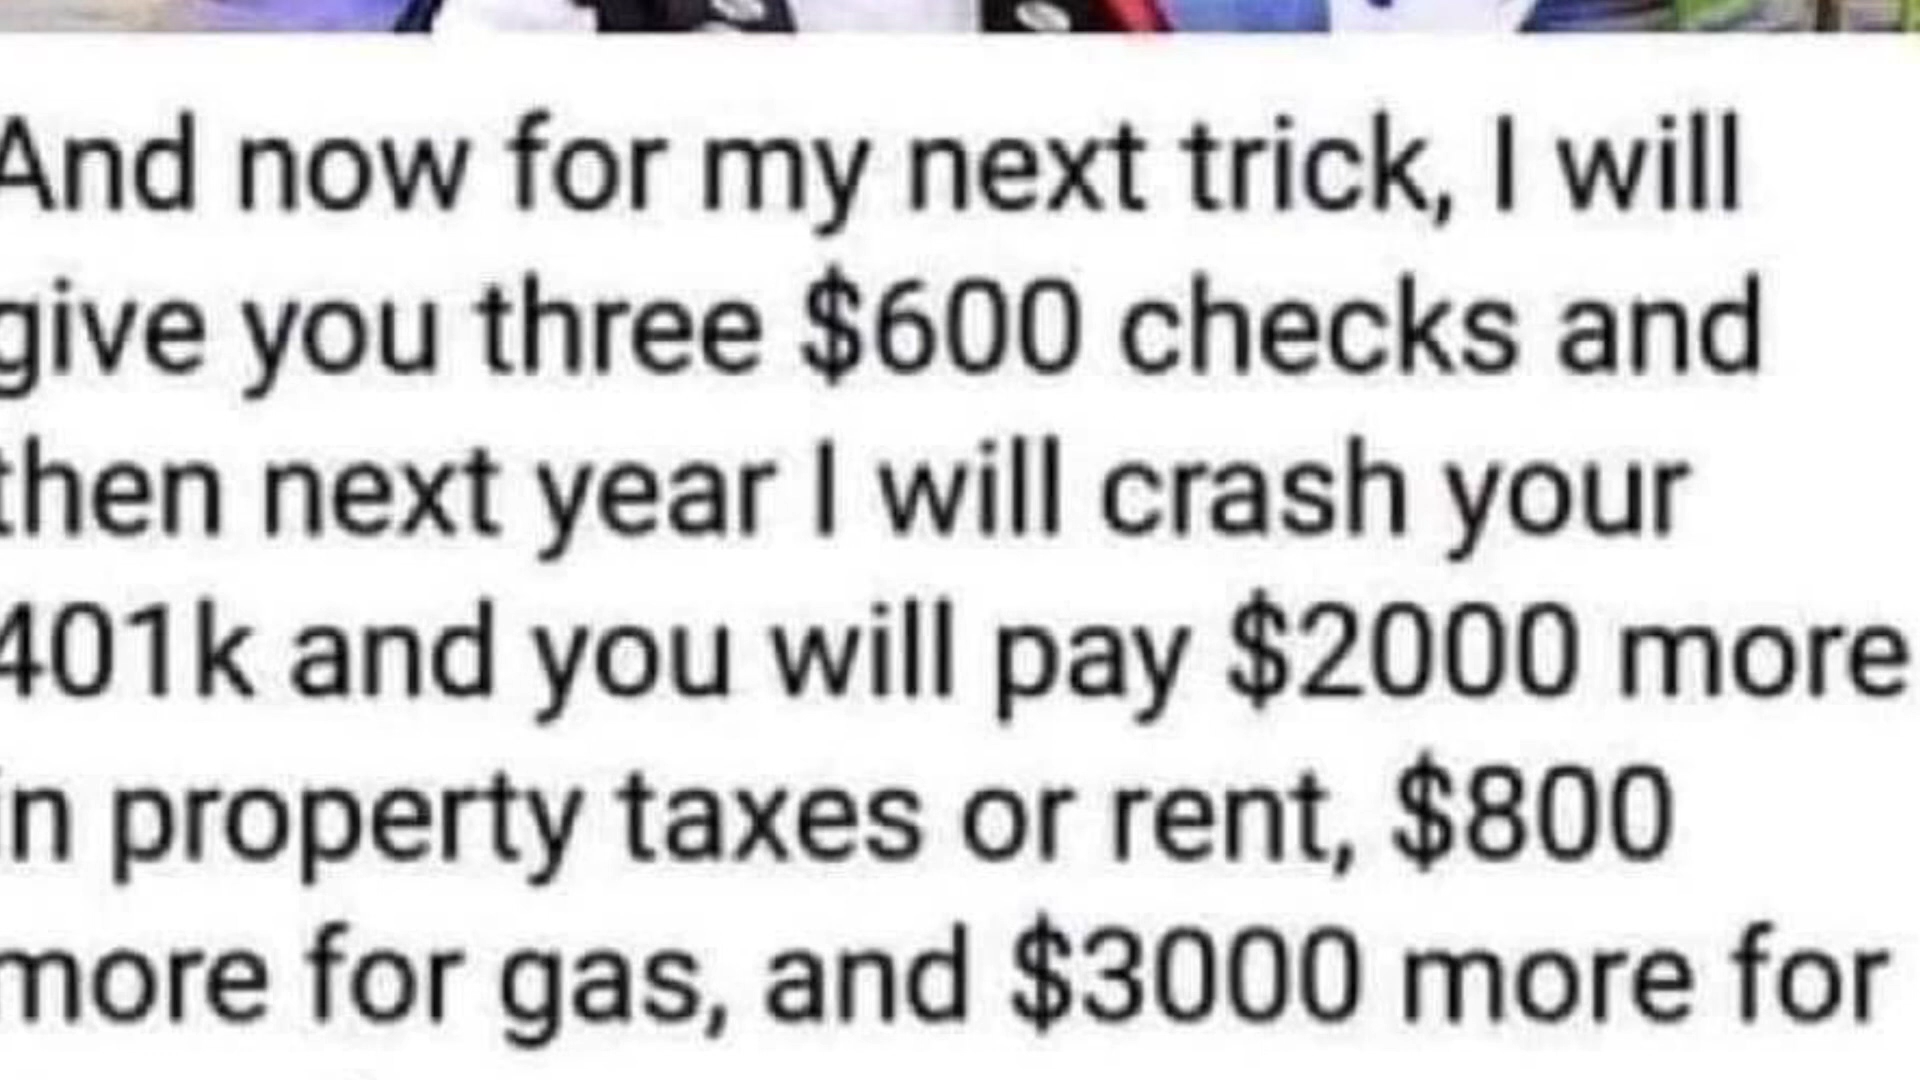 And now for my next trick, I will
give you three $600 checks and
then next year I will crash your
401k and you will pay $2000 more
in property taxes or rent, $800
more for gas, and $3000 more for